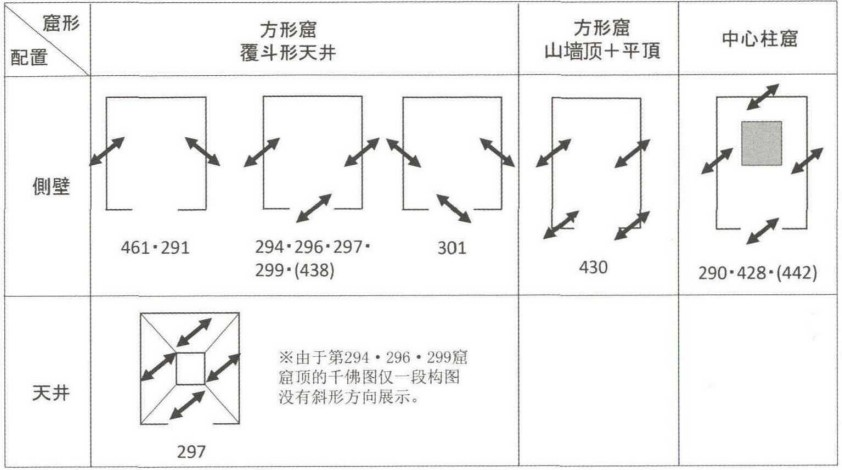 窟形
配置
方形窟
覆斗形天井
方形窟
山墙顶＋平頂
中心柱窟
側壁
461・291
294・296・297・
299・(438)
301
430
290・428・(442)
天井
297
※由于第294・296・299窟
窟顶的千佛图仅一段构图
没有斜形方向展示。